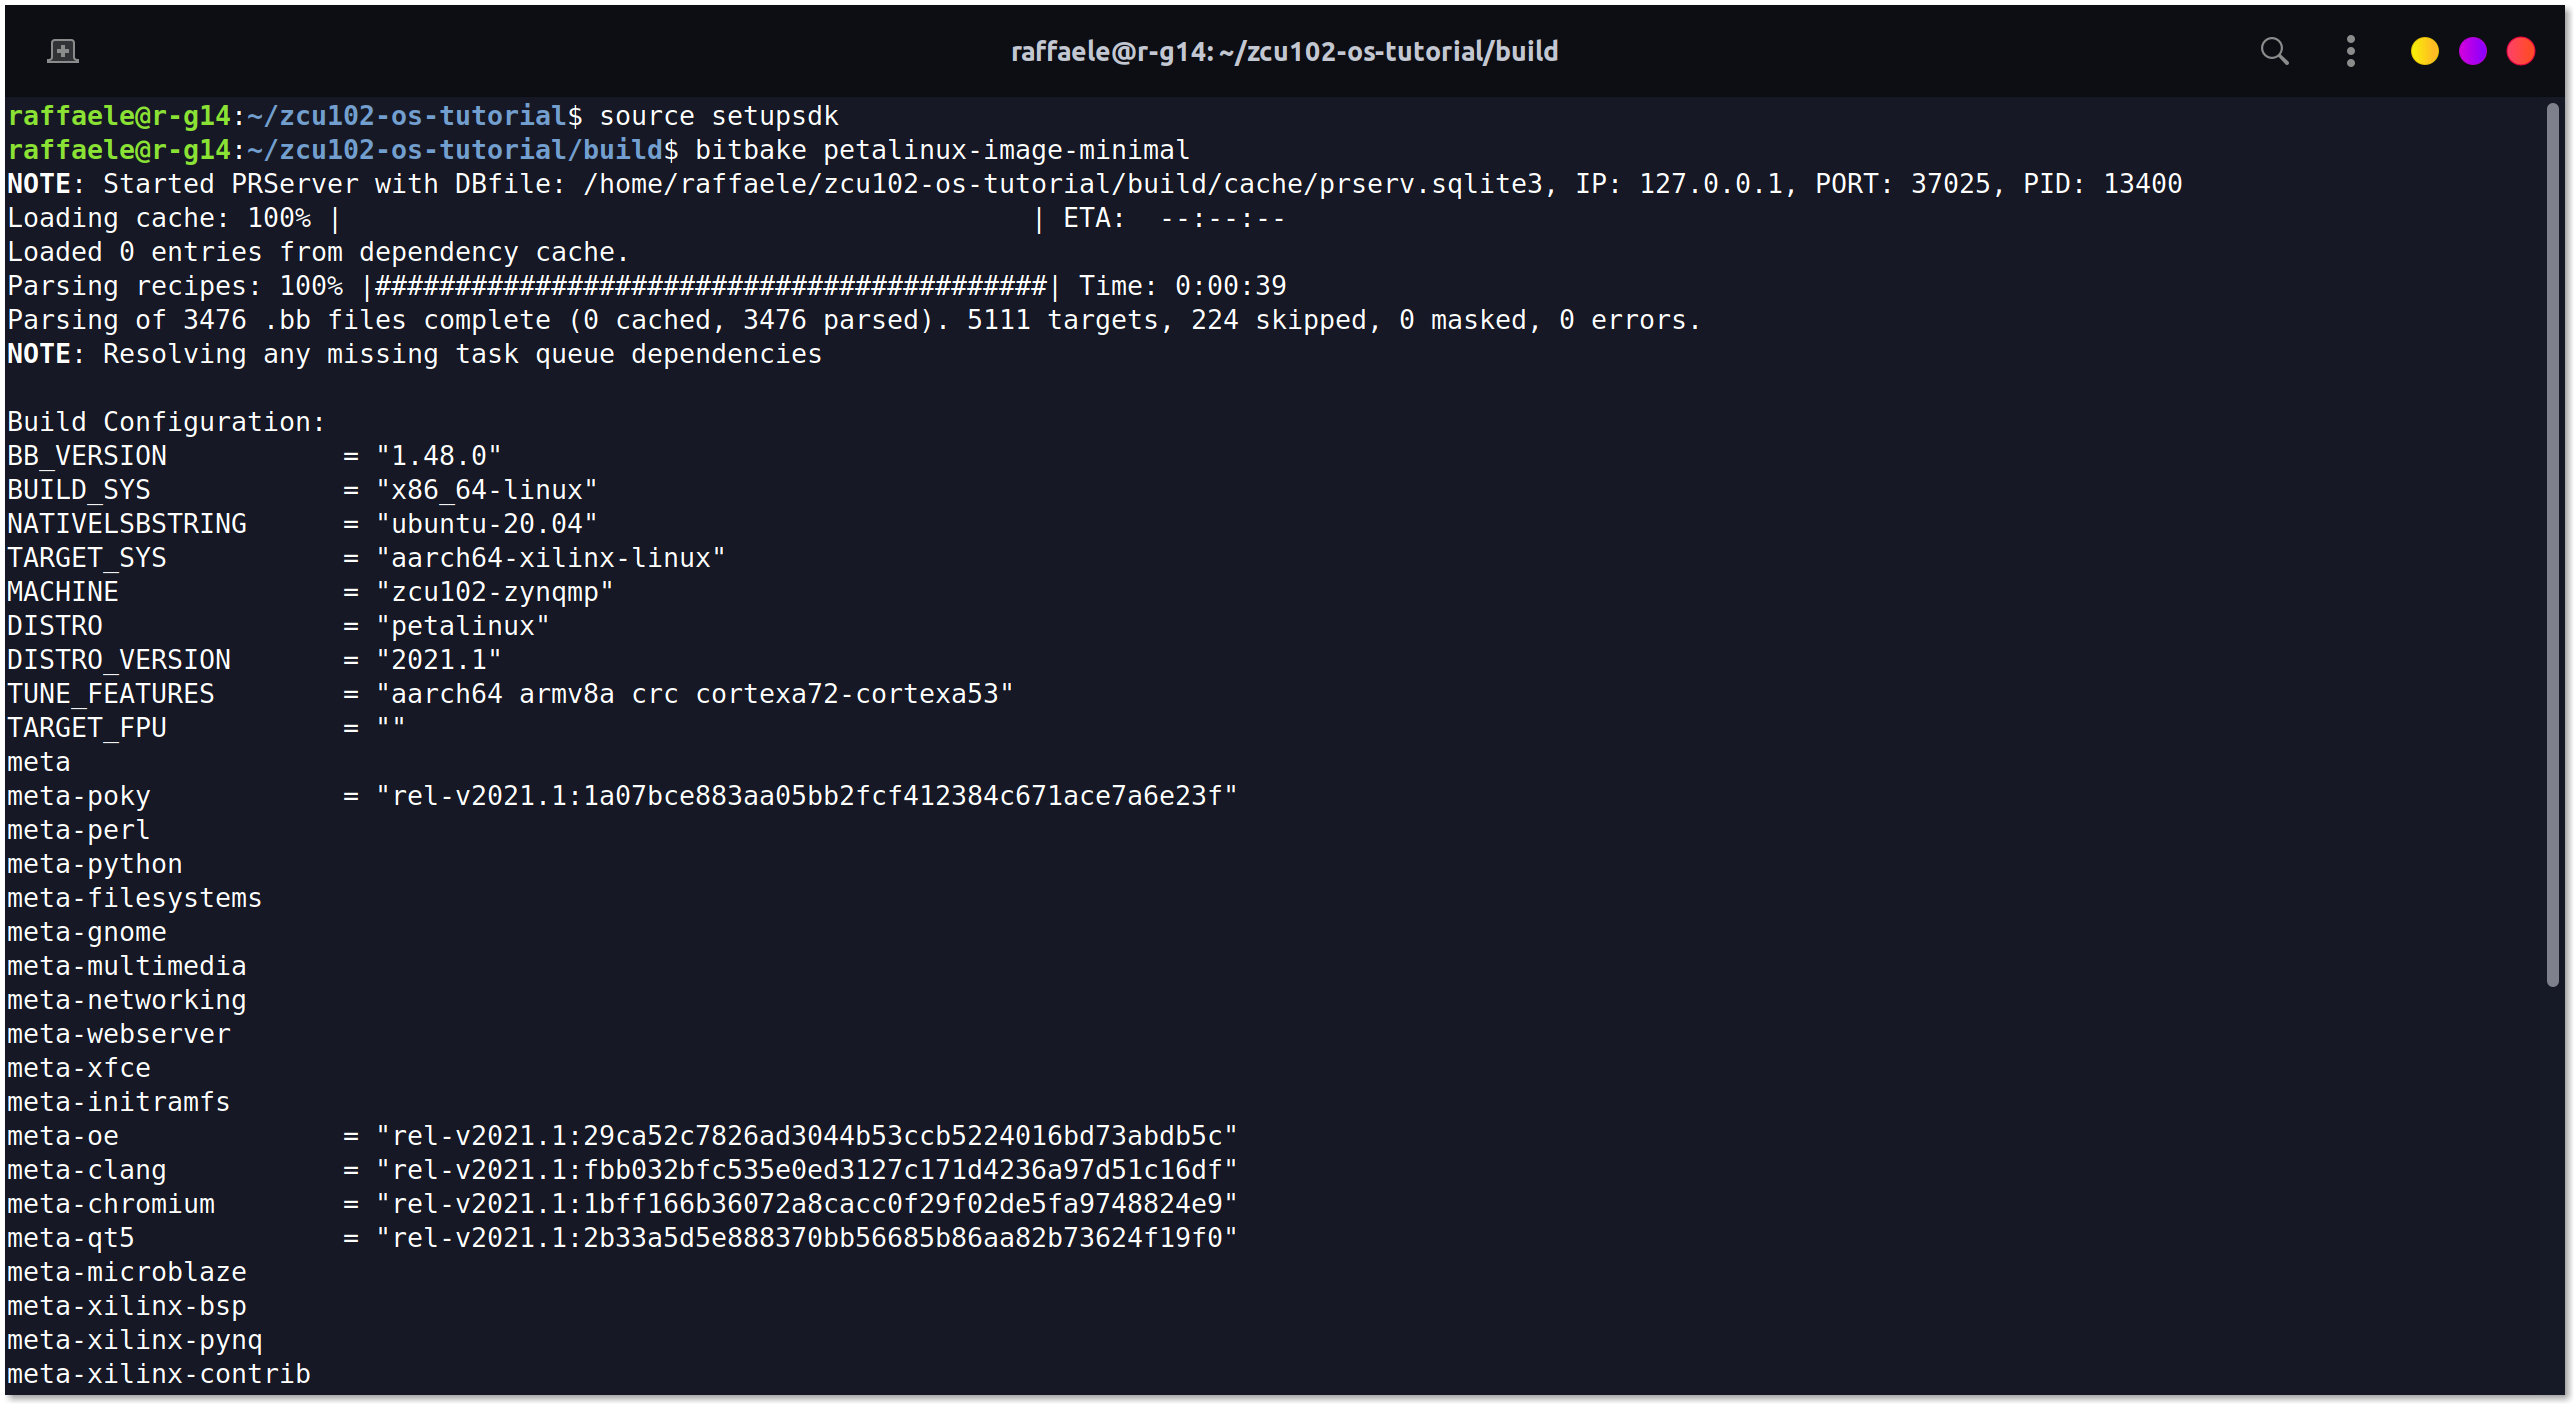 raffaele@r-g14: ~/zcu102-os-tutorial/build
raffaele@r-g14:~/zcu102-os-tutorial$ source setupsdk
raffaele@r-g14:~/zcu102-os-tutorial/build$ bitbake petalinux-image-minimal
NOTE: Started PRServer with DBfile: /home/raffaele/zcu102-os-tutorial/build/cache/prserv.sqlite3, IP: 127.0.0.1, PORT: 37025, PID: 13400
Loading cache: 100% |                                           | ETA:  --:--:--
Loaded 0 entries from dependency cache.
Parsing recipes: 100% |##########################################| Time: 0:00:39
Parsing of 3476 .bb files complete (0 cached, 3476 parsed). 5111 targets, 224 skipped, 0 masked, 0 errors.
NOTE: Resolving any missing task queue dependencies
Build Configuration:
BB_VERSION           = "1.48.0"
BUILD_SYS            = "x86_64-linux"
NATIVELSBSTRING      = "ubuntu-20.04"
TARGET_SYS           = "aarch64-xilinx-linux"
MACHINE              = "zcu102-zynqmp"
DISTRO               = "petalinux"
DISTRO_VERSION       = "2021.1"
TUNE_FEATURES        = "aarch64 armv8a crc cortexa72-cortexa53"
TARGET_FPU           = ""
meta
meta-poky            = "rel-v2021.1:1a07bce883aa05bb2fcf412384c671ace7a6e23f"
meta-perl
meta-python
meta-filesystems
meta-gnome
meta-multimedia
meta-networking
meta-webserver
meta-xfce
meta-initramfs
meta-oe              = "rel-v2021.1:29ca52c7826ad3044b53ccb5224016bd73abdb5c"
meta-clang           = "rel-v2021.1:fbb032bfc535e0ed3127c171d4236a97d51c16df"
meta-chromium        = "rel-v2021.1:1bff166b36072a8cacc0f29f02de5fa9748824e9"
meta-qt5             = "rel-v2021.1:2b33a5d5e888370bb56685b86aa82b73624f19f0"
meta-microblaze
meta-xilinx-bsp
meta-xilinx-pynq
meta-xilinx-contrib